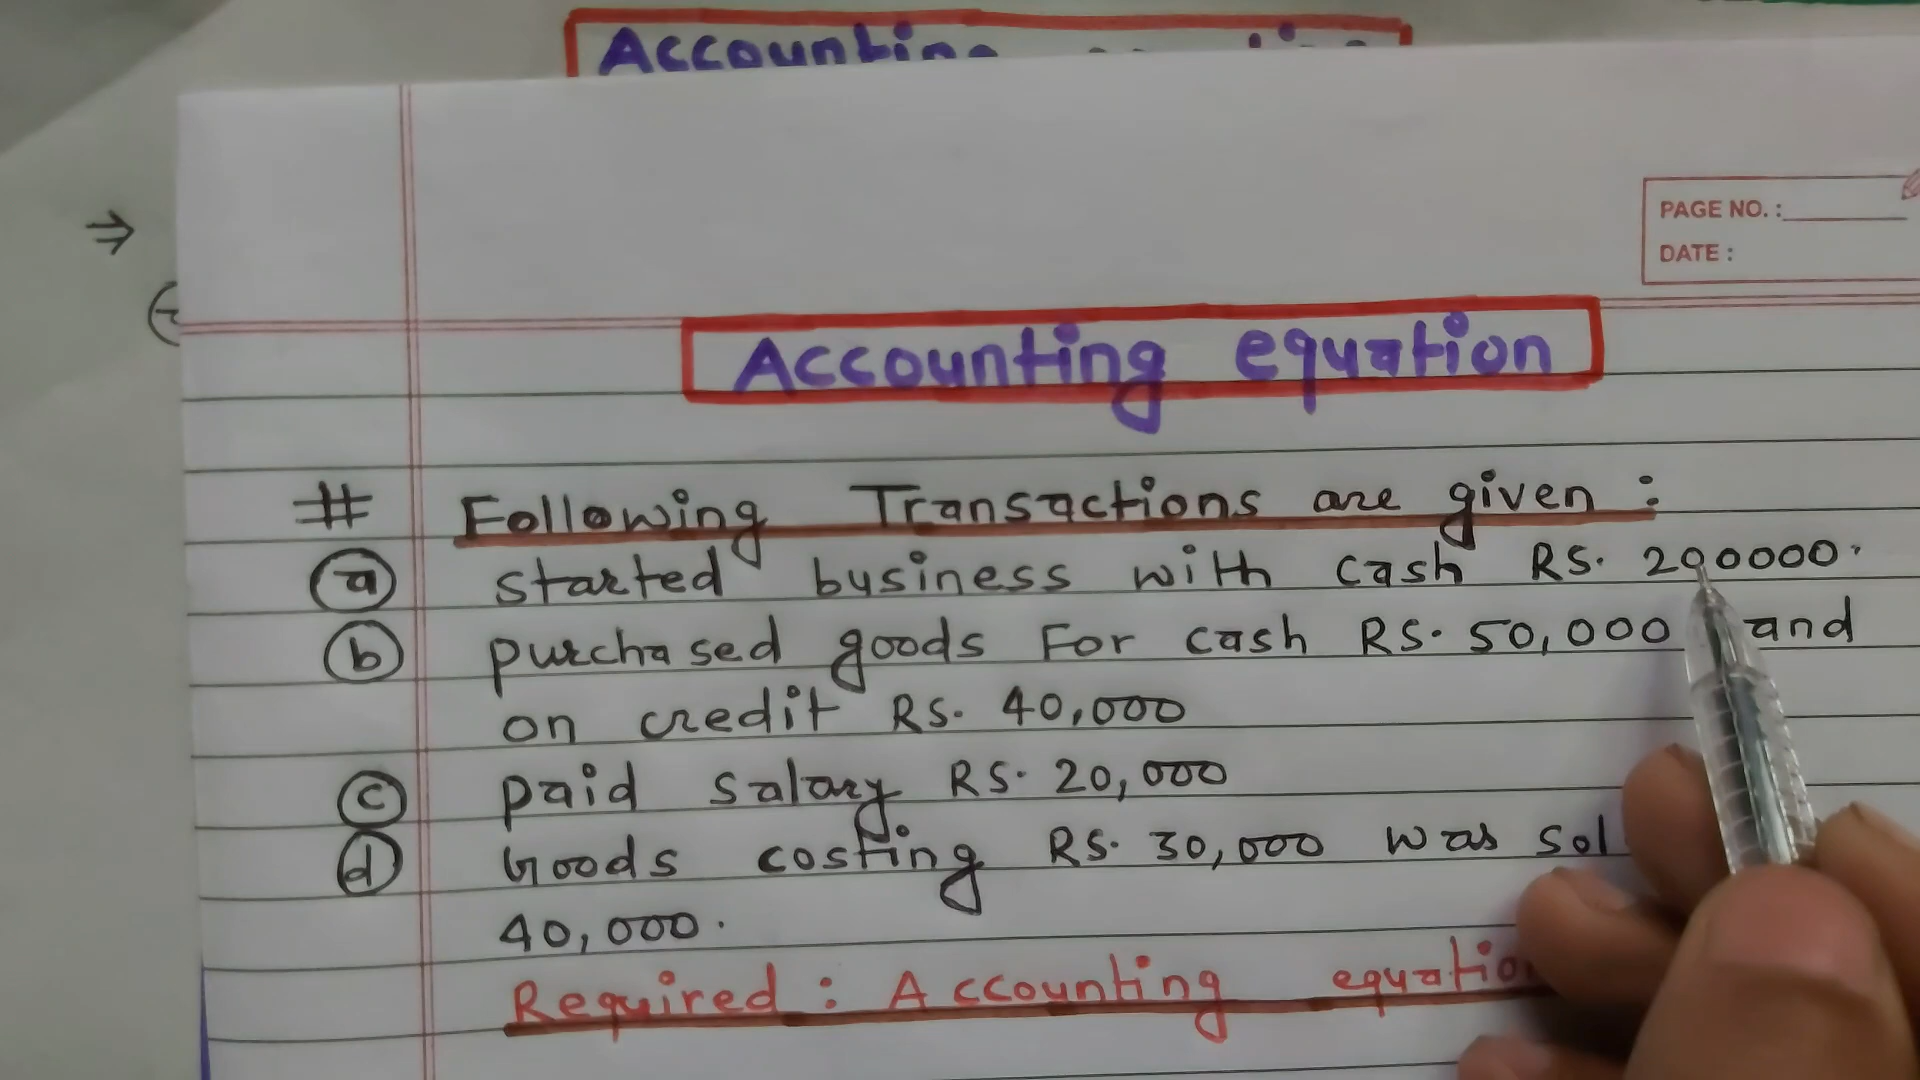 Accounting
PAGE NO. :
DATE :
Accounting equation
# Following Transactions are given :
(a) started business with cash RS. 200000.
(b) purchased goods For cash RS. 50,000 and
on credit RS. 40,000
(c) paid salary RS. 20,000
(d) Goods costing RS. 30,000 was
40,000.
Required : Accounting